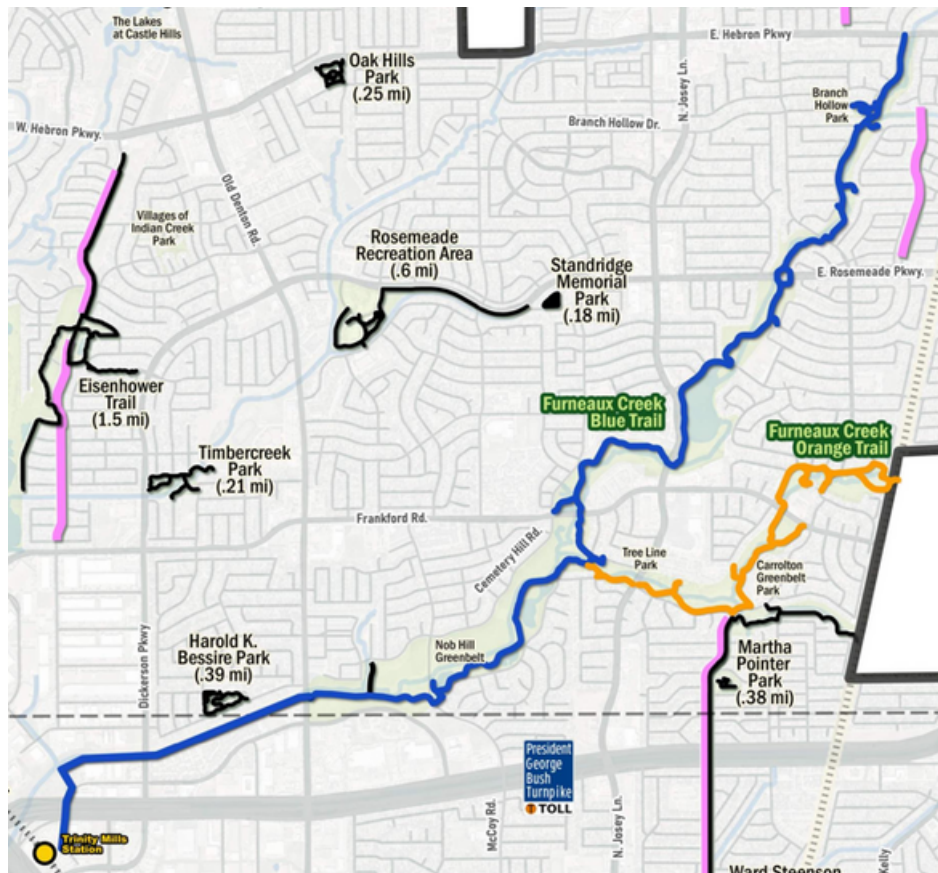 The Lakes
at Castle Hills
E. Hebron Pkwy
Oak Hills
Park
(.25 mi)
N. Josey Ln.
Branch
Hollow
Park
W. Hebron Pkwy.
Branch Hollow Dr.
Old Denton Rd.
Villages of
Indian Creek
Park
Rosemeade
Recreation Area
(.6 mi)
Standridge
Memorial
Park
(.18 mi)
E. Rosemeade Pkwy.
Eisenhower
Trail
(1.5 mi)
Furneaux Creek
Blue Trail
Furneaux Creek
Orange Trail
Timbercreek
Park
(.21 mi)
Frankford Rd.
Cemetery Hill Rd.
Tree Line
Park
Carrolton
Greenbelt
Park
Dickerson Pkwy
Harold K.
Bessire Park
(.39 mi)
Nob Hill
Greenbelt
Martha
Pointer
Park
(.38 mi)
President
George
Bush
Turnpike
T TOLL
McCoy Rd.
N. Josey Ln.
Trinity Mills
Station
Kelly
Ward Steenson